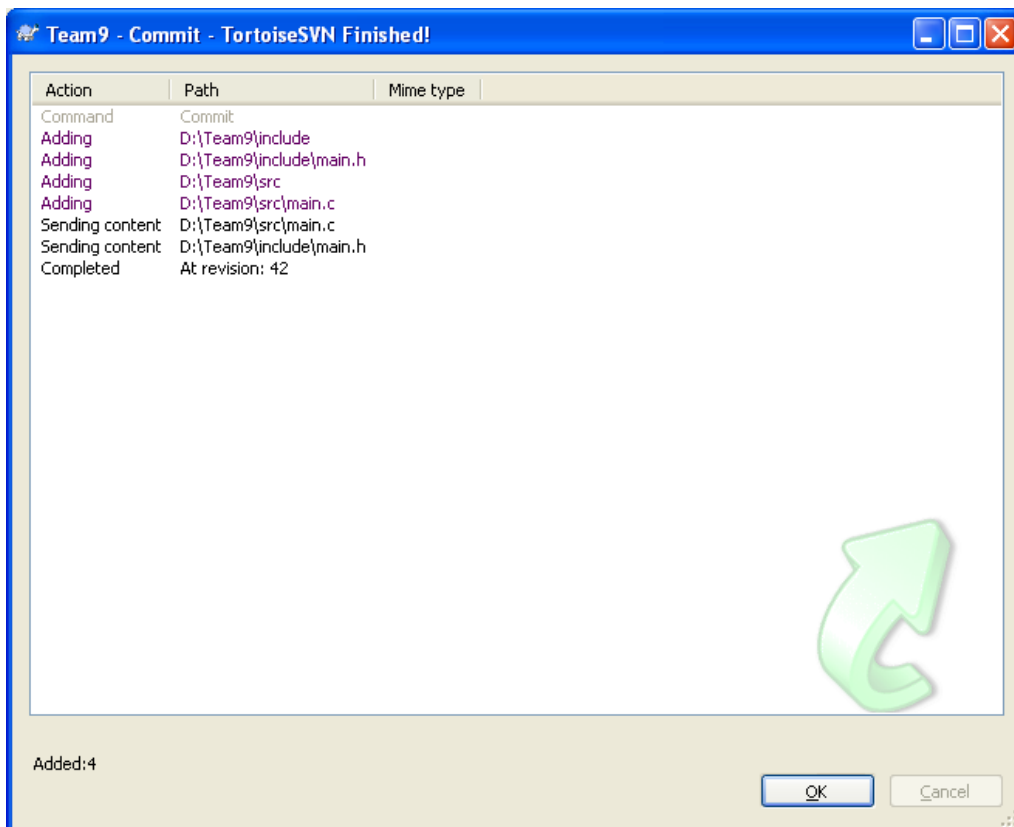 Team9 - Commit - TortoiseSVN Finished!
Action Path Mime type
Command Commit
Adding D:\Team9\include
Adding D:\Team9\include\main.h
Adding D:\Team9\src
Adding D:\Team9\src\main.c
Sending content D:\Team9\src\main.c
Sending content D:\Team9\include\main.h
Completed At revision: 42
Added:4
OK Cancel